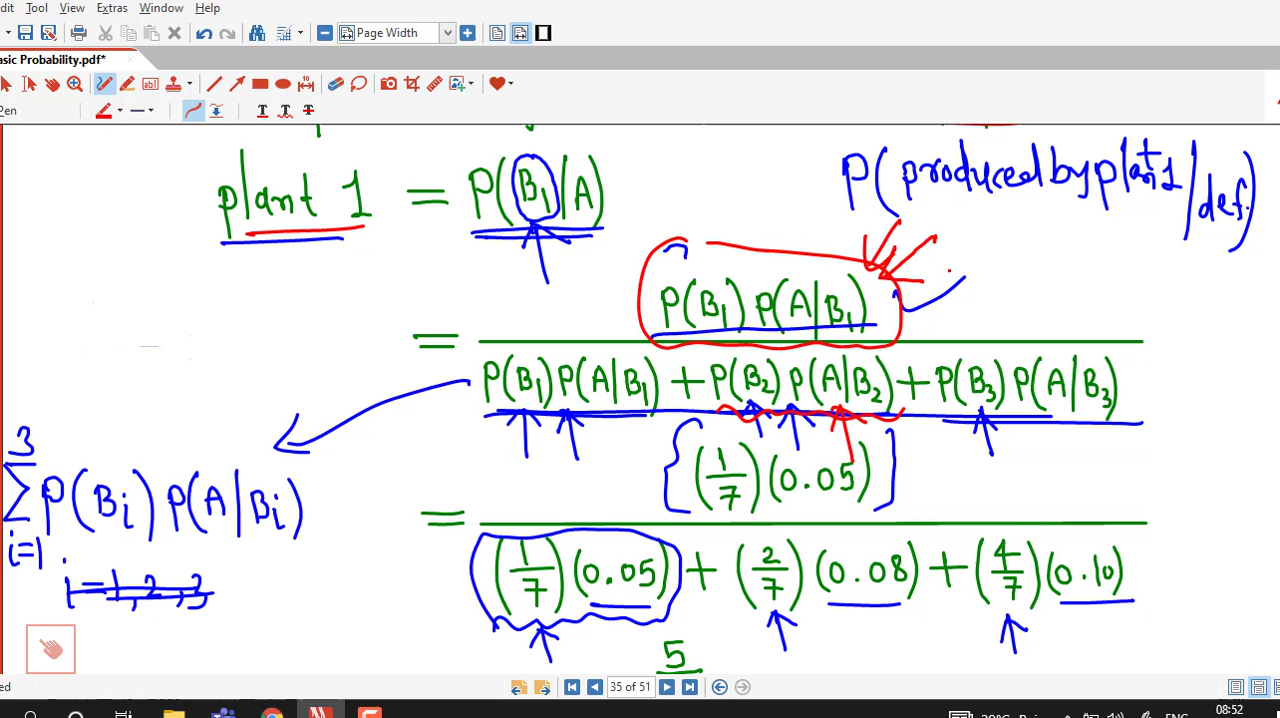 dit Tool View Extras Window Help
Page Width
asic Probability.pdf*
Pen
plant 1 = P(B₁|A)
P(produced by plant 1 / def.)
P(B₁) P(A|B₁)
=
P(B₁) P(A|B₁) + P(B₂) P(A|B₂) + P(B₃) P(A|B₃)
3
Σ P(Bᵢ) P(A|Bᵢ)
i=1
i=1,2,3
(1/7)(0.05)
=
(1/7)(0.05) + (2/7)(0.08) + (4/7)(0.10)
5
35 of 51
ENG
08:52